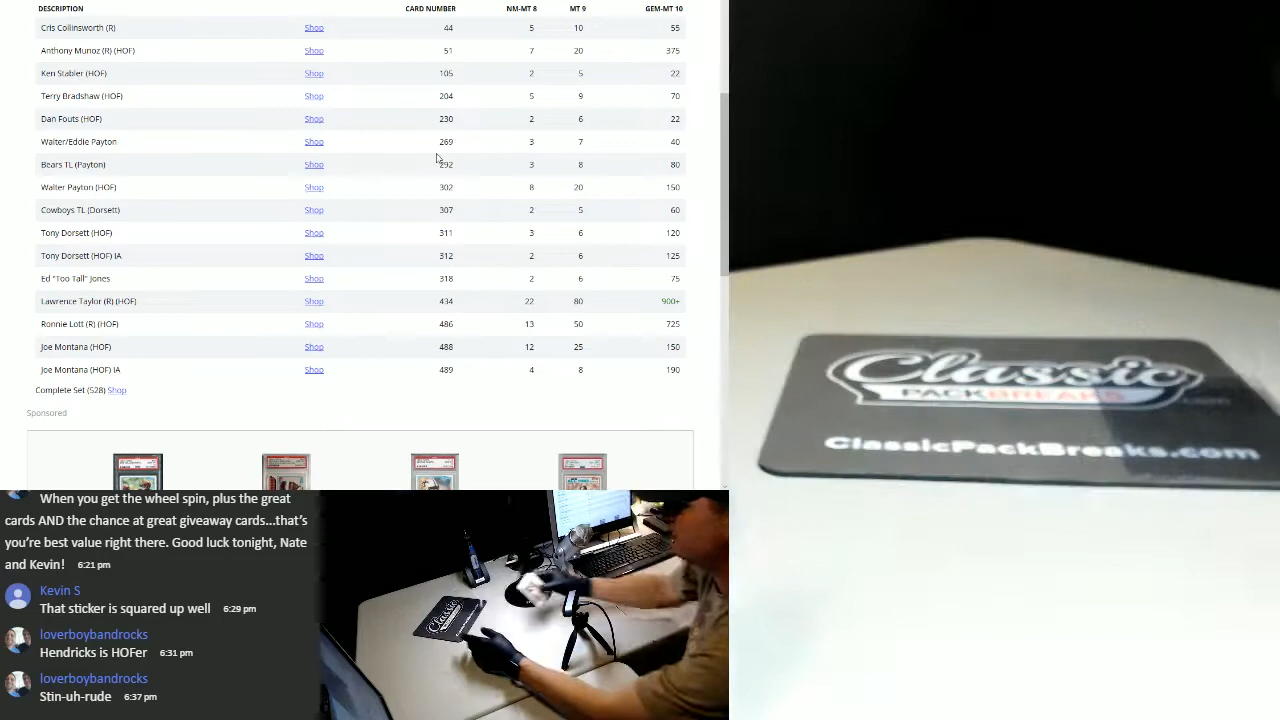 DESCRIPTION CARD NUMBER NM-MT 8 MT 9 GEM-MT 10
Cris Collinsworth (R) Shop 44 5 10 55
Anthony Munoz (R) (HOF) Shop 51 7 20 375
Ken Stabler (HOF) Shop 105 2 5 22
Terry Bradshaw (HOF) Shop 204 5 9 70
Dan Fouts (HOF) Shop 230 2 6 22
Walter/Eddie Payton Shop 269 3 7 40
Bears TL (Payton) Shop 292 3 8 80
Walter Payton (HOF) Shop 302 8 20 150
Cowboys TL (Dorsett) Shop 307 2 5 60
Tony Dorsett (HOF) Shop 311 3 6 120
Tony Dorsett (HOF) IA Shop 312 2 6 125
Ed "Too Tall" Jones Shop 318 2 6 75
Lawrence Taylor (R) (HOF) Shop 434 22 80 900+
Ronnie Lott (R) (HOF) Shop 486 13 50 725
Joe Montana (HOF) Shop 488 12 25 150
Joe Montana (HOF) IA Shop 489 4 8 190
Complete Set (528) Shop
Sponsored
When you get the wheel spin, plus the great
cards AND the chance at great giveaway cards...that's
you're best value right there. Good luck tonight, Nate
and Kevin! 6:21 pm
Kevin S
That sticker is squared up well 6:29 pm
loverboybandrocks
Hendricks is HOFer 6:31 pm
loverboybandrocks
Stin-uh-rude 6:37 pm
Classic
Classic
PACKBREAKS
ClassicPackBreaks.com